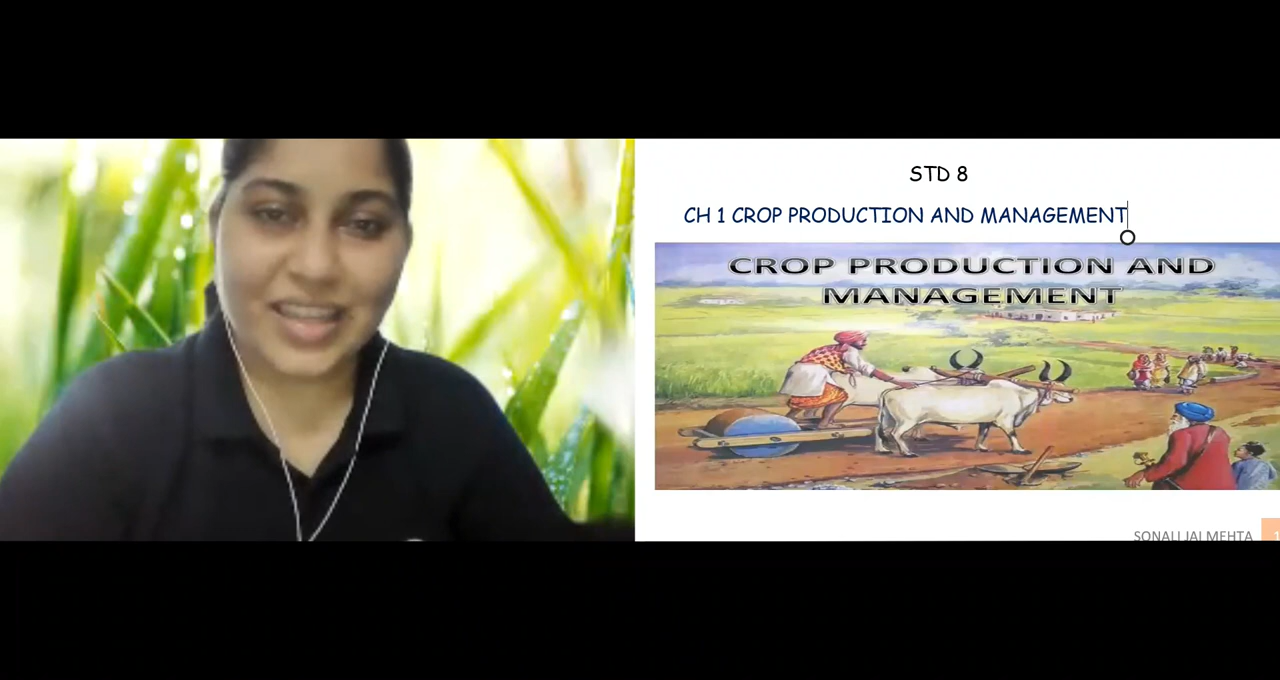 STD 8
CH 1 CROP PRODUCTION AND MANAGEMENT
CROP PRODUCTION AND
MANAGEMENT
SONALI JAI MEHTA